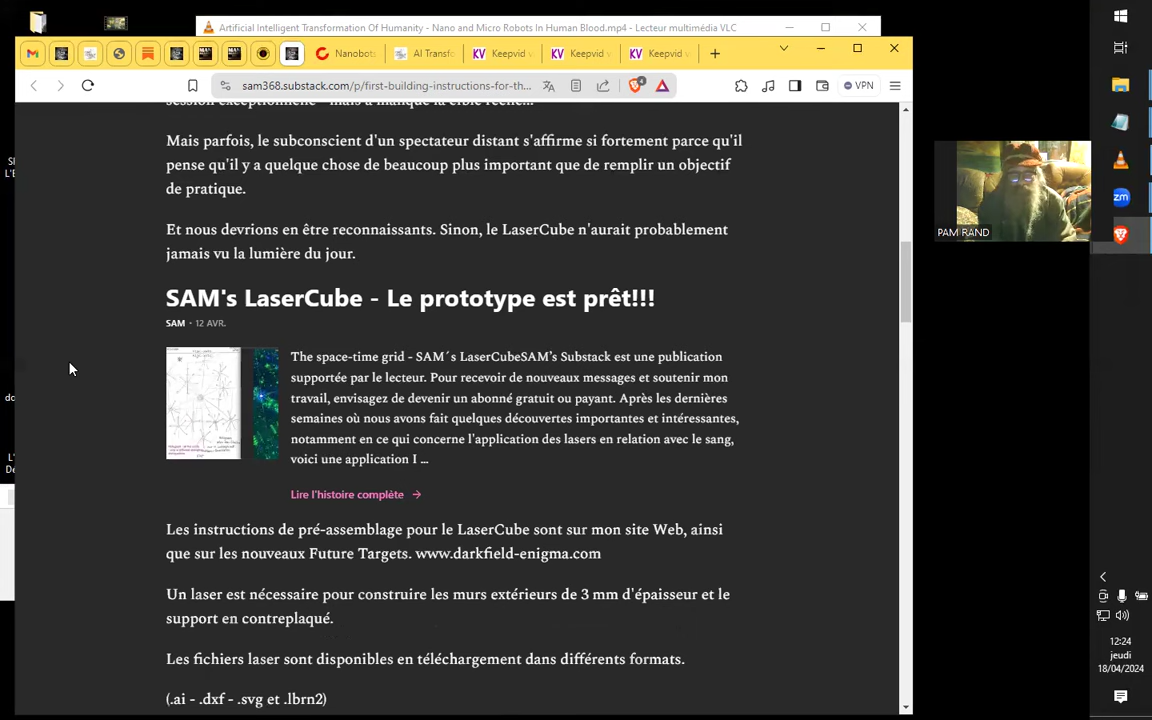 Artificial Intelligent Transformation Of Humanity - Nano and Micro Robots In Human Blood.mp4 - Lecteur multimédia VLC
Nanobots
AI Transfo
Keepvid
Keepvid
Keepvid
sam368.substack.com/p/first-building-instructions-for-th...
VPN
session exceptionnelle - mais a manqué la cible réelle...
Mais parfois, le subconscient d'un spectateur distant s'affirme si fortement parce qu'il
pense qu'il y a quelque chose de beaucoup plus important que de remplir un objectif
de pratique.
Et nous devrions en être reconnaissants. Sinon, le LaserCube n'aurait probablement
jamais vu la lumière du jour.
SAM's LaserCube - Le prototype est prêt!!!
SAM • 12 AVR.
The space-time grid - SAM´s LaserCubeSAM's Substack est une publication
supportée par le lecteur. Pour recevoir de nouveaux messages et soutenir mon
travail, envisagez de devenir un abonné gratuit ou payant. Après les dernières
semaines où nous avons fait quelques découvertes importantes et intéressantes,
notamment en ce qui concerne l'application des lasers en relation avec le sang,
voici une application I ...
Lire l'histoire complète →
Les instructions de pré-assemblage pour le LaserCube sont sur mon site Web, ainsi
que sur les nouveaux Future Targets. www.darkfield-enigma.com
Un laser est nécessaire pour construire les murs extérieurs de 3 mm d'épaisseur et le
support en contreplaqué.
Les fichiers laser sont disponibles en téléchargement dans différents formats.
(.ai - .dxf - .svg et .lbrn2)
PAM RAND
zm
12:24
jeudi
18/04/2024